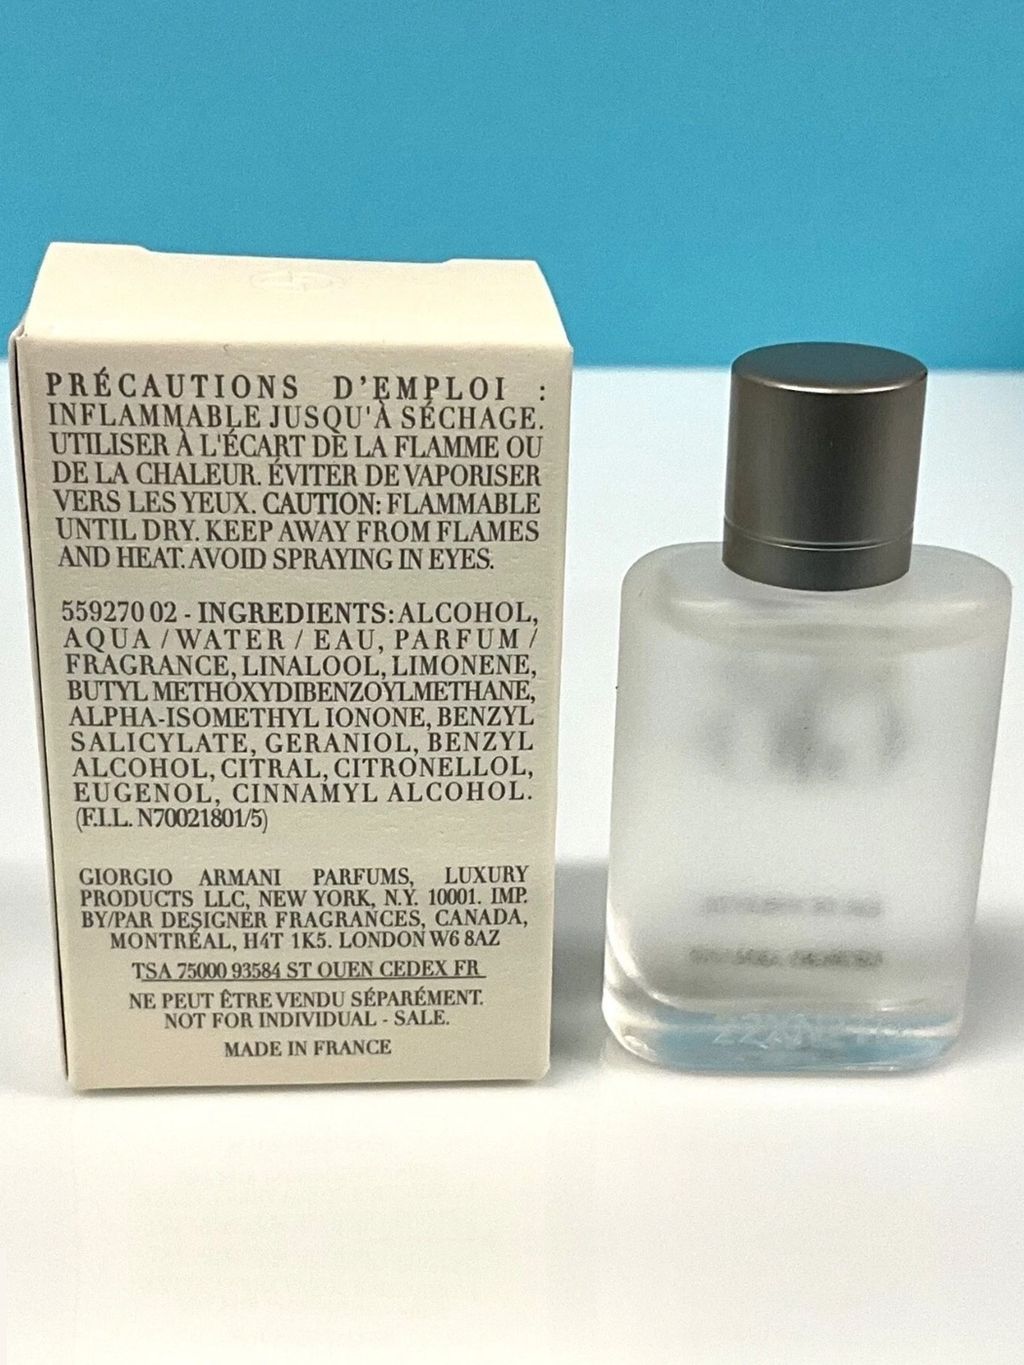 PRÉCAUTIONS D'EMPLOI :
INFLAMMABLE JUSQU'À SÉCHAGE.
UTILISER À L'ÉCART DE LA FLAMME OU
DE LA CHALEUR. ÉVITER DE VAPORISER
VERS LES YEUX. CAUTION: FLAMMABLE
UNTIL DRY. KEEP AWAY FROM FLAMES
AND HEAT. AVOID SPRAYING IN EYES.
559270 02 - INGREDIENTS: ALCOHOL,
AQUA / WATER / EAU, PARFUM /
FRAGRANCE, LINALOOL, LIMONENE,
BUTYL METHOXYDIBENZOYLMETHANE,
ALPHA-ISOMETHYL IONONE, BENZYL
SALICYLATE, GERANIOL, BENZYL
ALCOHOL, CITRAL, CITRONELLOL,
EUGENOL, CINNAMYL ALCOHOL.
(F.I.L. N70021801/5)
GIORGIO ARMANI PARFUMS, LUXURY
PRODUCTS LLC, NEW YORK, N.Y. 10001. IMP.
BY/PAR DESIGNER FRAGRANCES, CANADA,
MONTRÉAL, H4T 1K5. LONDON W6 8AZ
TSA 75000 93584 ST OUEN CEDEX FR
NE PEUT ÊTRE VENDU SÉPARÉMENT.
NOT FOR INDIVIDUAL - SALE.
MADE IN FRANCE